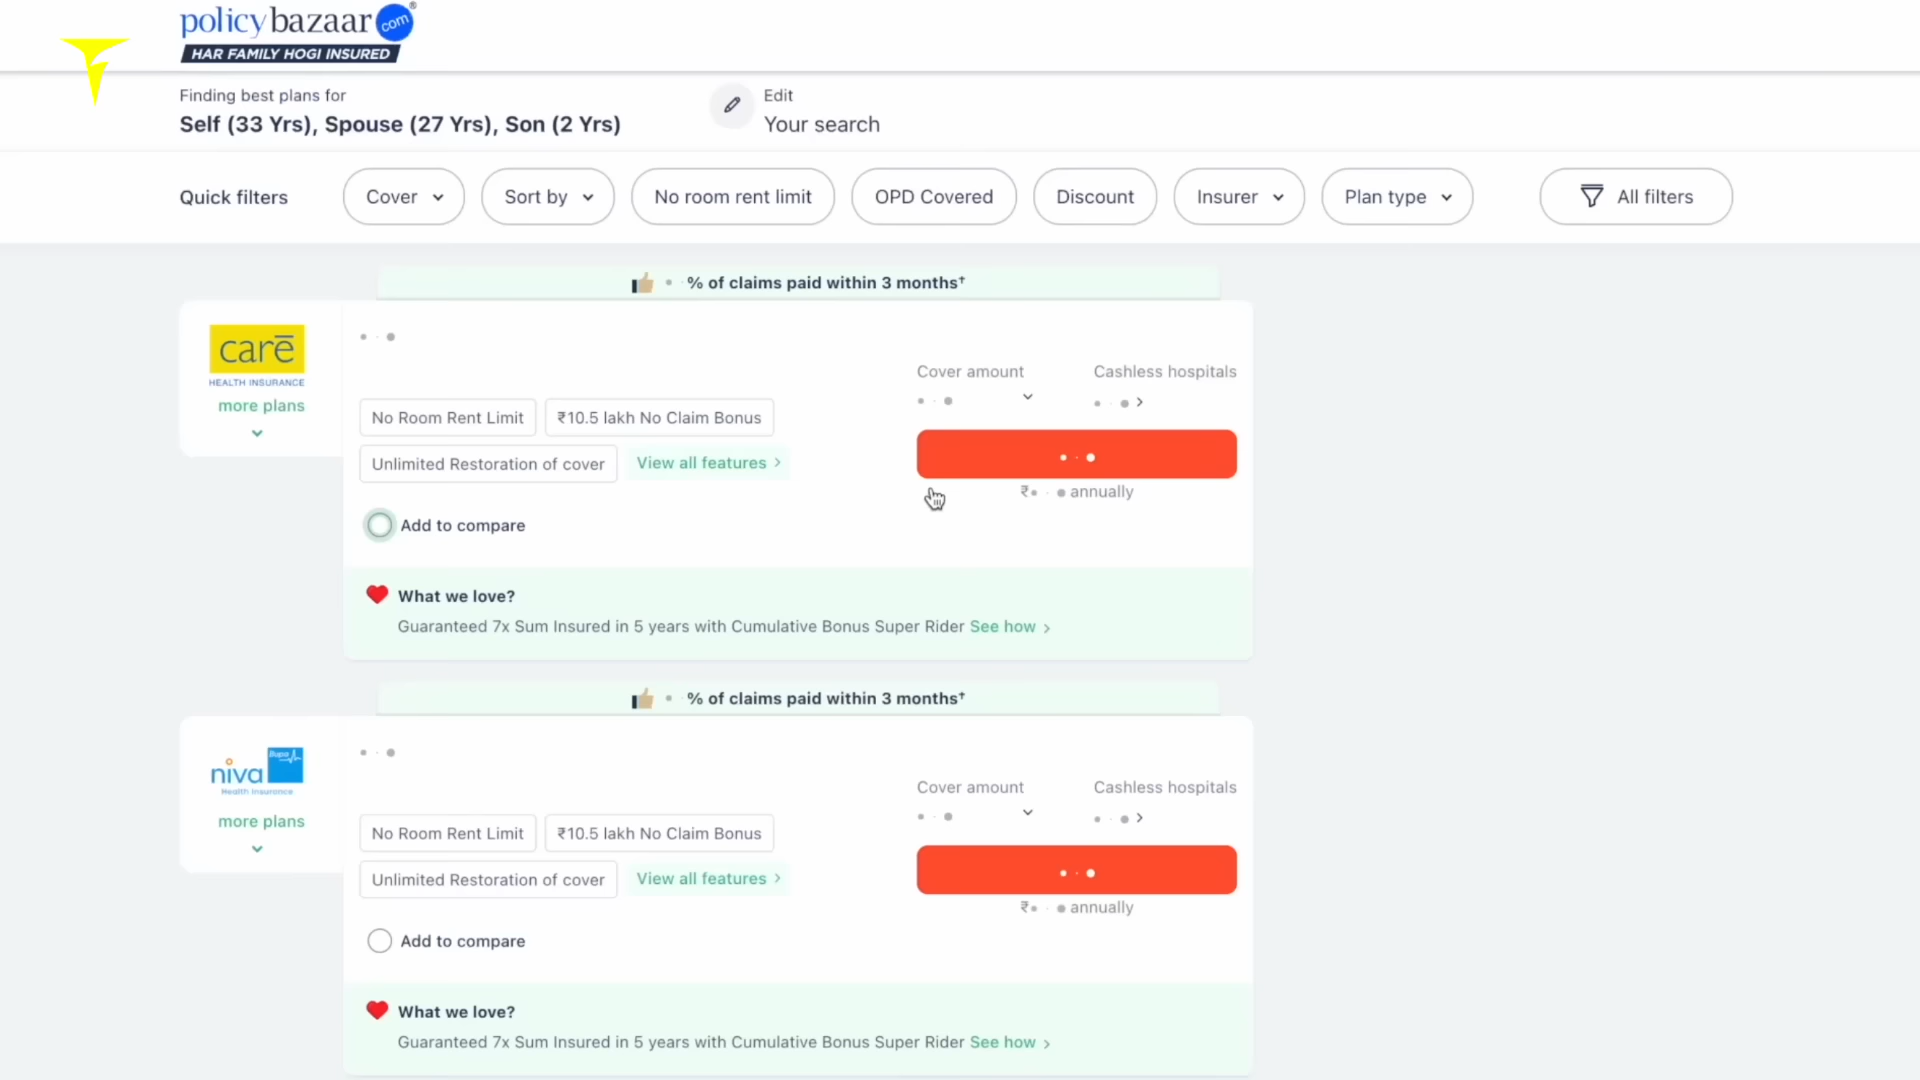 policybazaar.com®
HAR FAMILY HOGI INSURED
Finding best plans for
Self (33 Yrs), Spouse (27 Yrs), Son (2 Yrs)
Edit
Your search
Quick filters
Cover
Sort by
No room rent limit
OPD Covered
Discount
Insurer
Plan type
All filters
% of claims paid within 3 months†
carē
HEALTH INSURANCE
more plans
Cover amount
Cashless hospitals
No Room Rent Limit
₹10.5 lakh No Claim Bonus
Unlimited Restoration of cover
View all features >
₹ annually
Add to compare
What we love?
Guaranteed 7x Sum Insured in 5 years with Cumulative Bonus Super Rider See how >
% of claims paid within 3 months†
niva Bupa
Health Insurance
more plans
Cover amount
Cashless hospitals
No Room Rent Limit
₹10.5 lakh No Claim Bonus
Unlimited Restoration of cover
View all features >
₹ annually
Add to compare
What we love?
Guaranteed 7x Sum Insured in 5 years with Cumulative Bonus Super Rider See how >